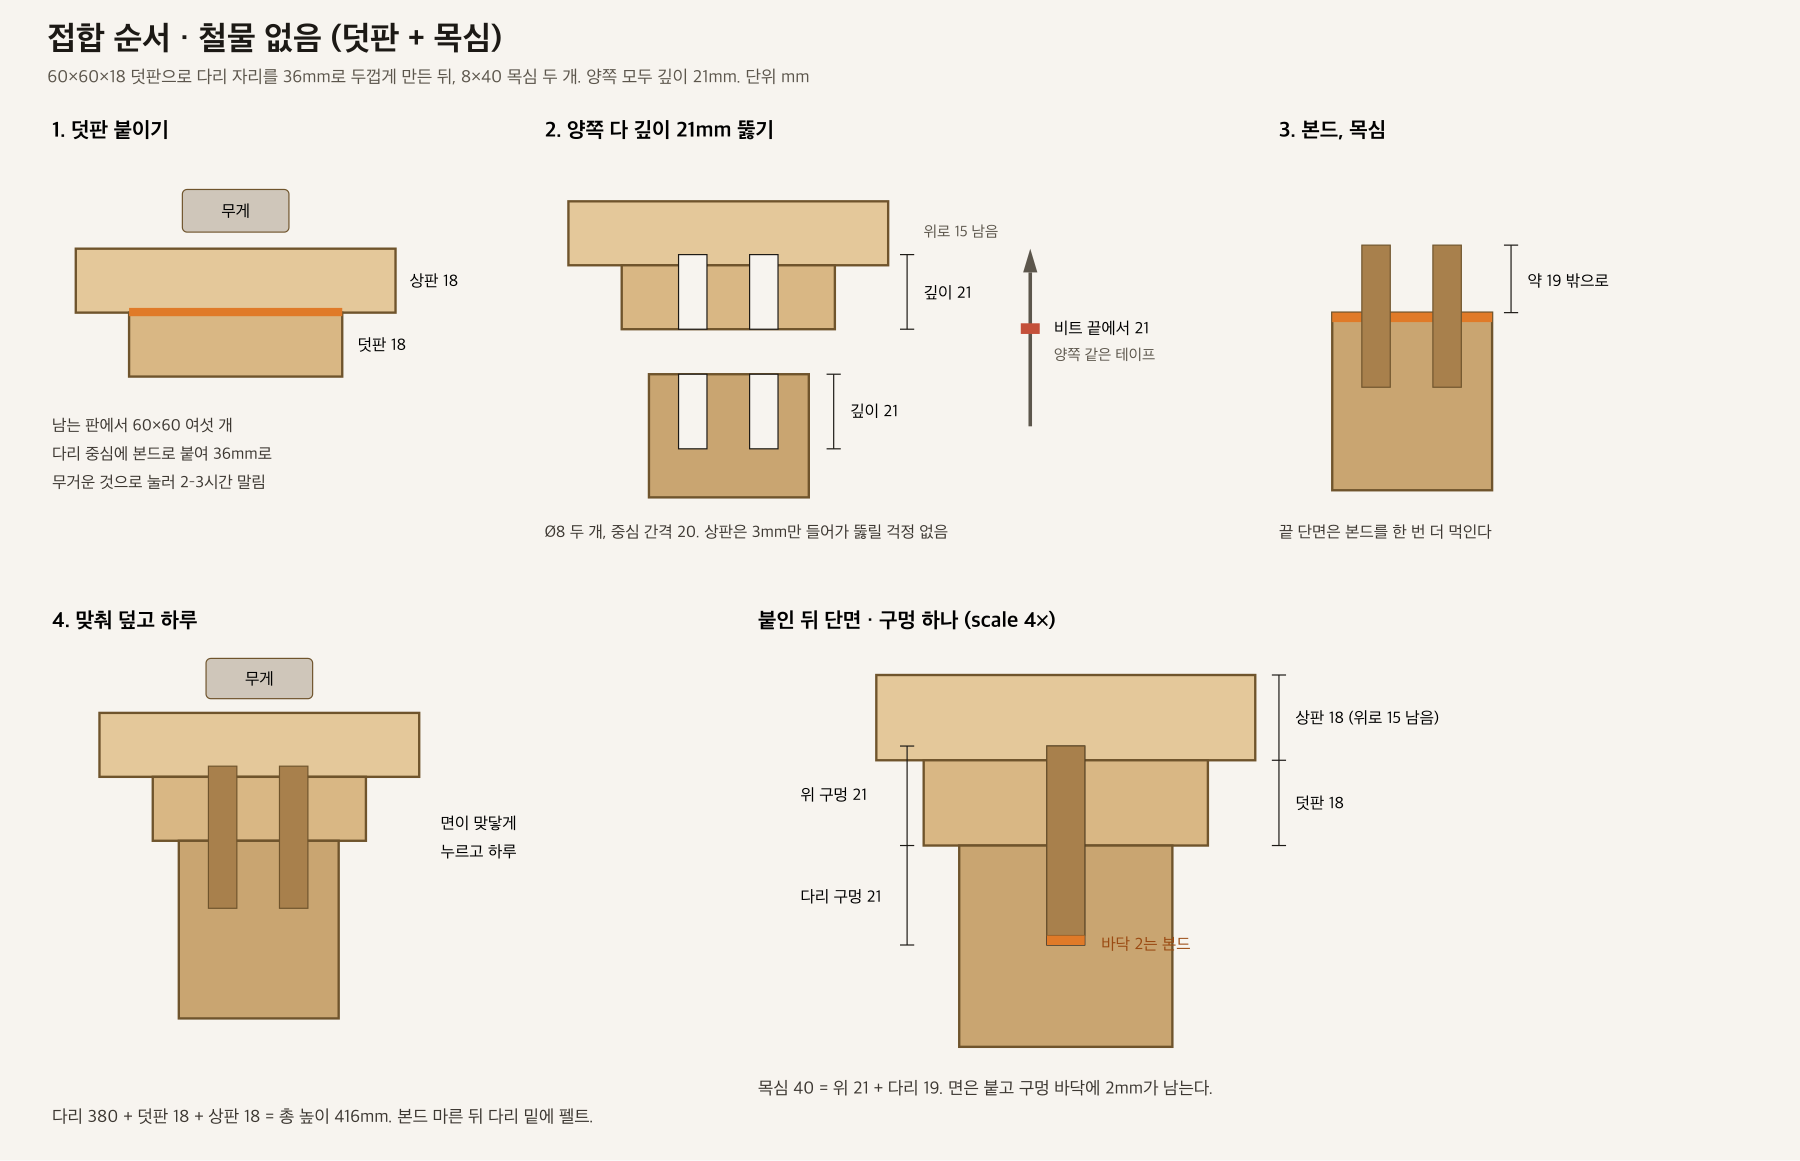 접합 순서 · 철물 없음 (덧판 + 목심)
60×60×18 덧판으로 다리 자리를 36mm로 두껍게 만든 뒤, 8×40 목심 두 개. 양쪽 모두 깊이 21mm. 단위 mm
1. 덧판 붙이기
무게
상판 18
덧판 18
남는 판에서 60×60 여섯 개
다리 중심에 본드로 붙여 36mm로
무거운 것으로 눌러 2-3시간 말림
2. 양쪽 다 깊이 21mm 뚫기
위로 15 남음
깊이 21
깊이 21
비트 끝에서 21
양쪽 같은 테이프
Ø8 두 개, 중심 간격 20. 상판은 3mm만 들어가 뚫릴 걱정 없음
3. 본드, 목심
약 19 밖으로
끝 단면은 본드를 한 번 더 먹인다
4. 맞춰 덮고 하루
무게
면이 맞닿게
누르고 하루
다리 380 + 덧판 18 + 상판 18 = 총 높이 416mm. 본드 마른 뒤 다리 밑에 펠트.
붙인 뒤 단면 · 구멍 하나 (scale 4×)
상판 18 (위로 15 남음)
위 구멍 21
덧판 18
다리 구멍 21
바닥 2는 본드
목심 40 = 위 21 + 다리 19. 면은 붙고 구멍 바닥에 2mm가 남는다.